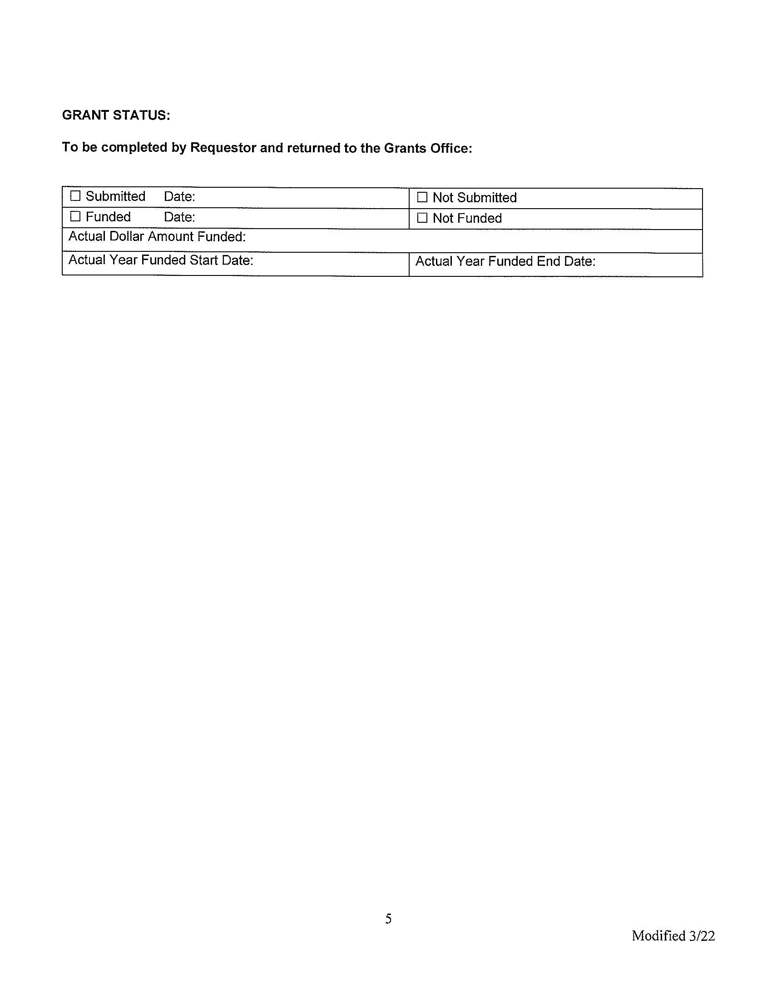 GRANT STATUS:
To be completed by Requestor and returned to the Grants Office:
☐ Submitted Date: ☐ Not Submitted
☐ Funded Date: ☐ Not Funded
Actual Dollar Amount Funded:
Actual Year Funded Start Date: Actual Year Funded End Date:
5
Modified 3/22